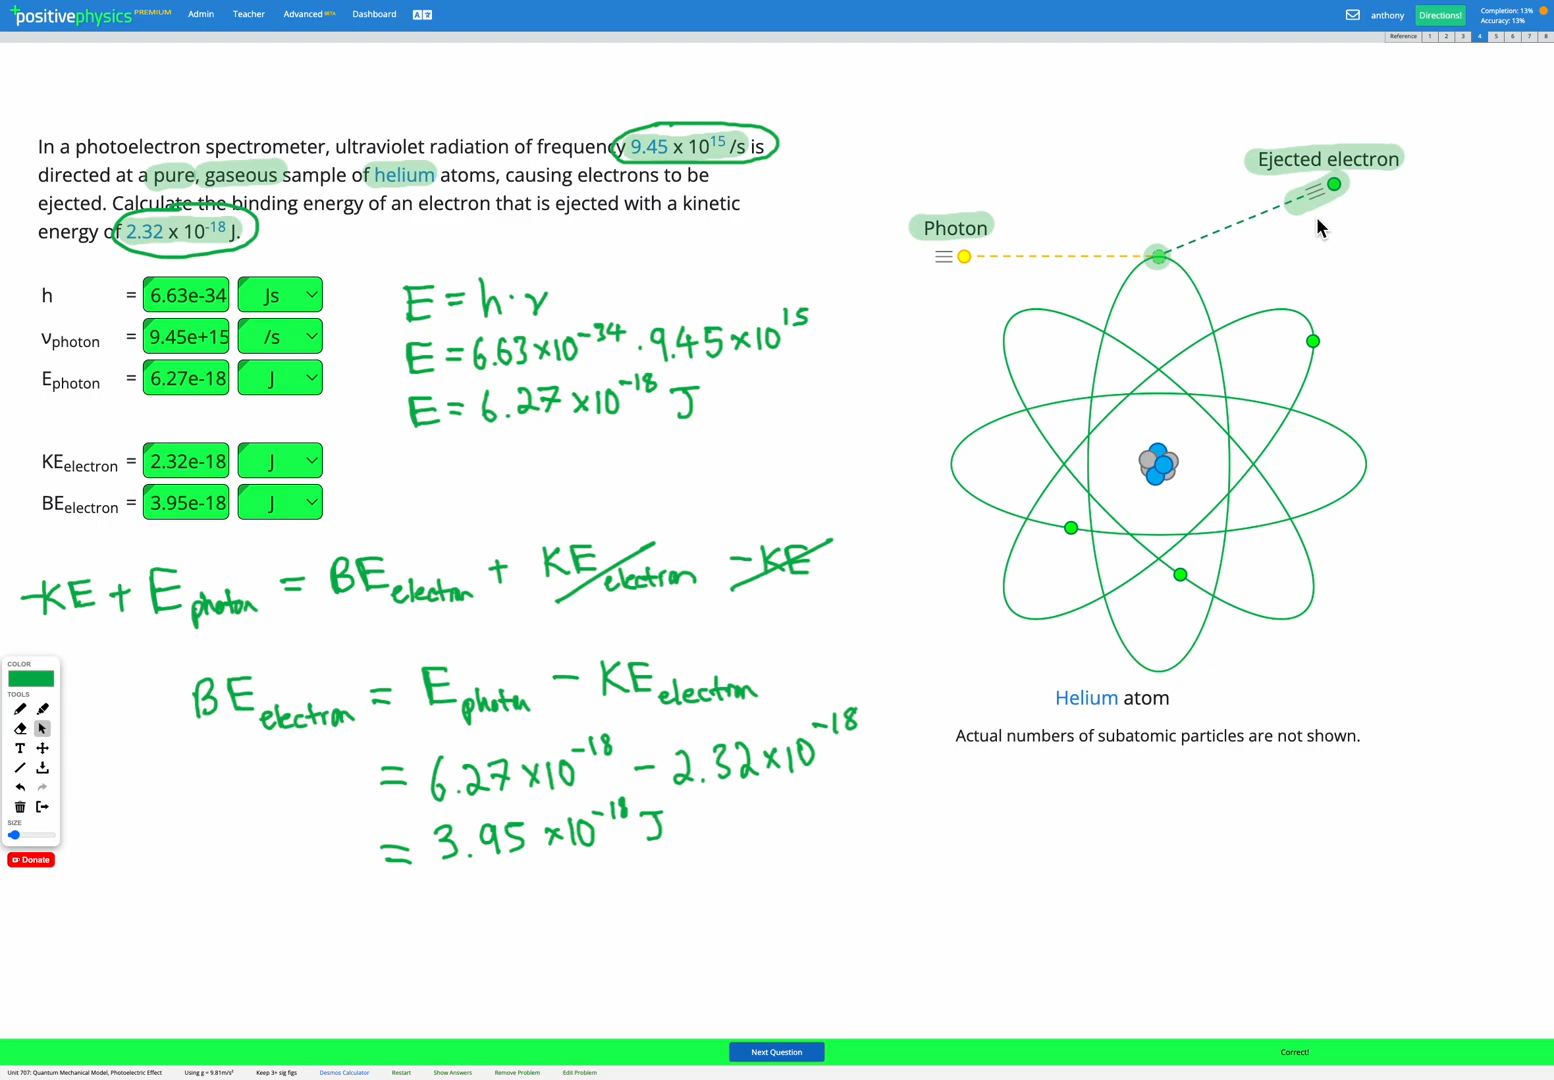 positivephysics PREMIUM Admin Teacher Advanced BETA Dashboard anthony Directions! Completion: 13%
Accuracy: 13%
Reference 1 2 3 4 5 6 7 8
In a photoelectron spectrometer, ultraviolet radiation of frequency 9.45 x 10¹⁵ /s is
directed at a pure, gaseous sample of helium atoms, causing electrons to be
ejected. Calculate the binding energy of an electron that is ejected with a kinetic
energy of 2.32 x 10⁻¹⁸ J.
h = 6.63e-34 Js
νphoton = 9.45e+15 /s
Ephoton = 6.27e-18 J
KEelectron = 2.32e-18 J
BEelectron = 3.95e-18 J
E = h · ν
E = 6.63×10⁻³⁴ · 9.45×10¹⁵
E = 6.27×10⁻¹⁸ J
-KE + Ephoton = BEelectron + KEelectron -KE
BEelectron = Ephoton - KEelectron
= 6.27×10⁻¹⁸ - 2.32×10⁻¹⁸
= 3.95×10⁻¹⁸ J
Ejected electron
Photon
Helium atom
Actual numbers of subatomic particles are not shown.
COLOR
TOOLS
T
SIZE
Donate
Next Question Correct!
Unit 707: Quantum Mechanical Model, Photoelectric Effect Using g = 9.81m/s² Keep 3+ sig figs Desmos Calculator Restart Show Answers Remove Problem Edit Problem